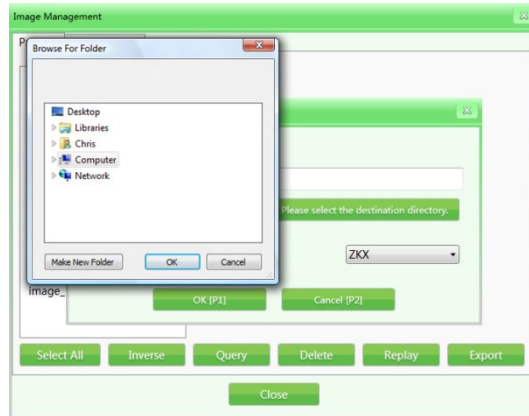 Image Management
Browse For Folder
Desktop
Libraries
Chris
Computer
Network
Make New Folder
OK
Cancel
Please select the destination directory.
ZKX
image_
OK [P1]
Cancel [P2]
Select All
Inverse
Query
Delete
Replay
Export
Close